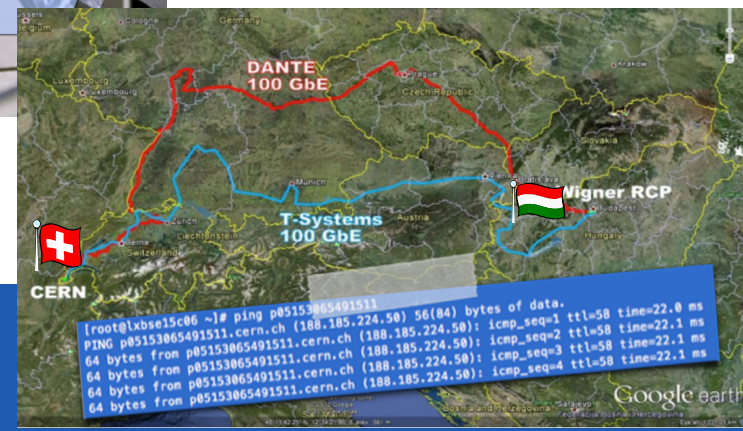 Cologne
Germany
Luxembourg
Luxembourg
DANTE
100 GbE
Prague
Czech Republic
Krakow
Slovakia
Munich
Bratislava
Wigner RCP
Budapest
Hungary
T-Systems
100 GbE
Austria
Zurich
Liechtenstein
Berne
Switzerland
CERN
[root@lxbse15c06 ~]# ping p05153065491511
PING p05153065491511.cern.ch (188.185.224.50) 56(84) bytes of data.
64 bytes from p05153065491511.cern.ch (188.185.224.50): icmp_seq=1 ttl=58 time=22.0 ms
64 bytes from p05153065491511.cern.ch (188.185.224.50): icmp_seq=2 ttl=58 time=22.1 ms
64 bytes from p05153065491511.cern.ch (188.185.224.50): icmp_seq=3 ttl=58 time=22.1 ms
64 bytes from p05153065491511.cern.ch (188.185.224.50): icmp_seq=4 ttl=58 time=22.1 ms
Google earth
Bosnia and Herzegovina
Sarajevo